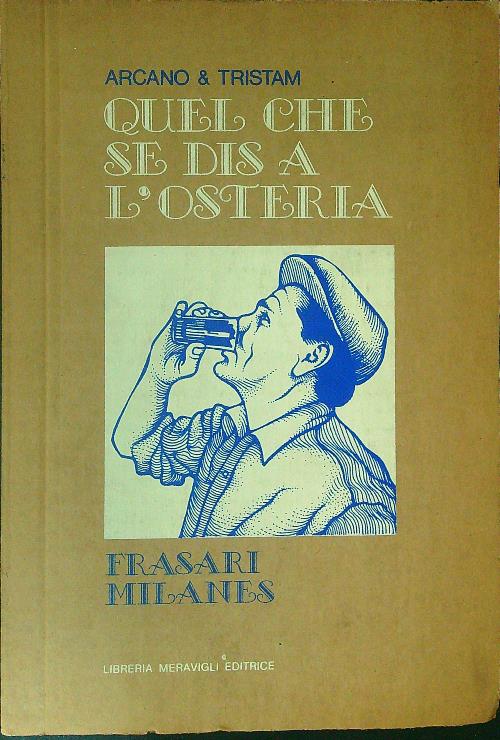 ARCANO & TRISTAM
QUEL CHE
SE DIS A
L'OSTERIA
FRASARI
MILANES
LIBRERIA MERAVIGLI EDITRICE